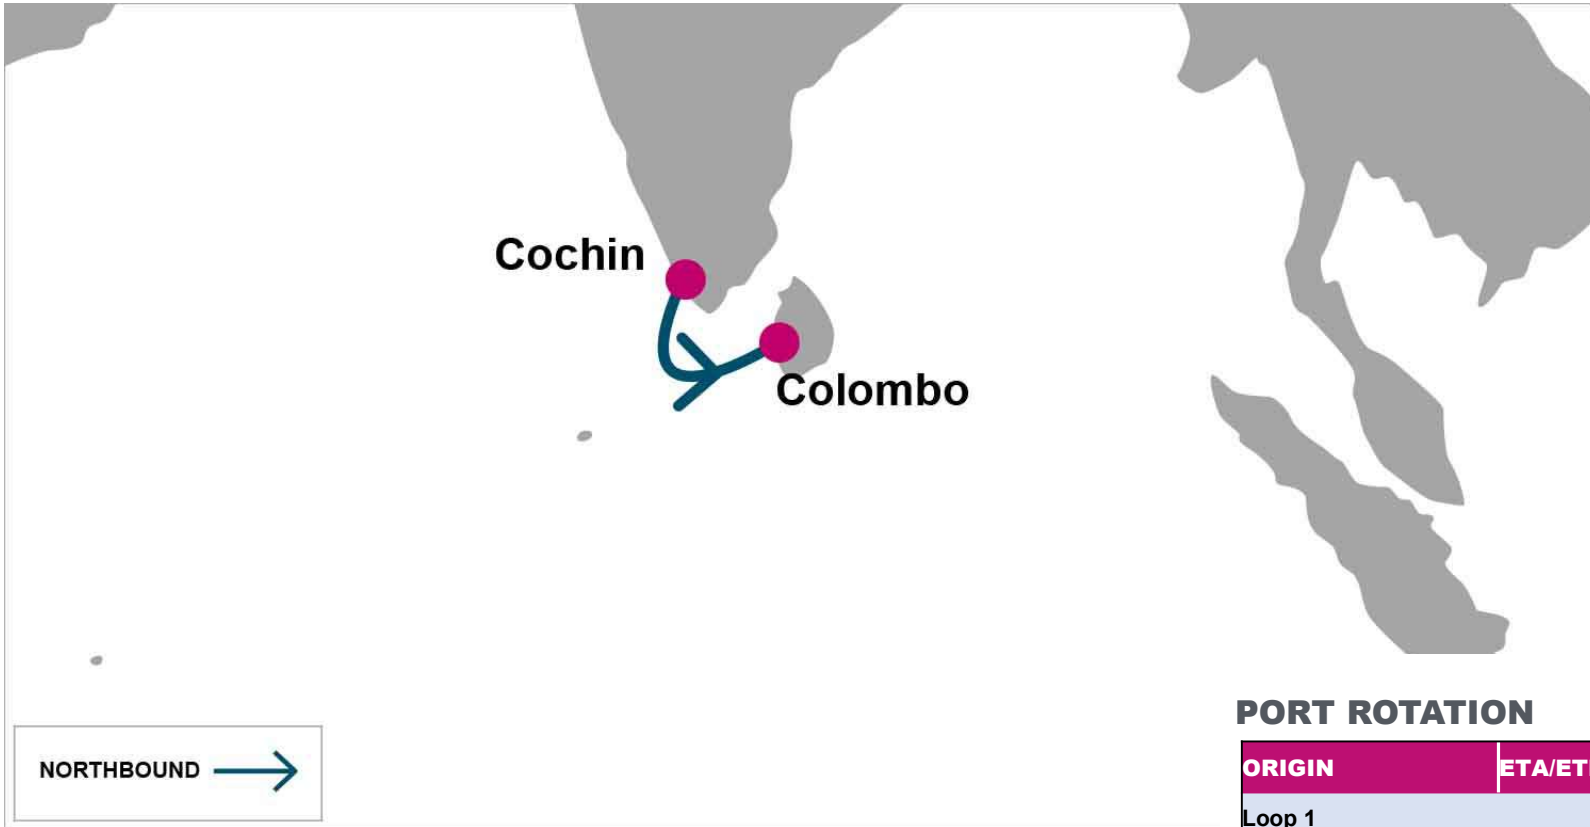 Cochin
Colombo
PORT ROTATION
ORIGIN
Loop 1
NORTHBOUND